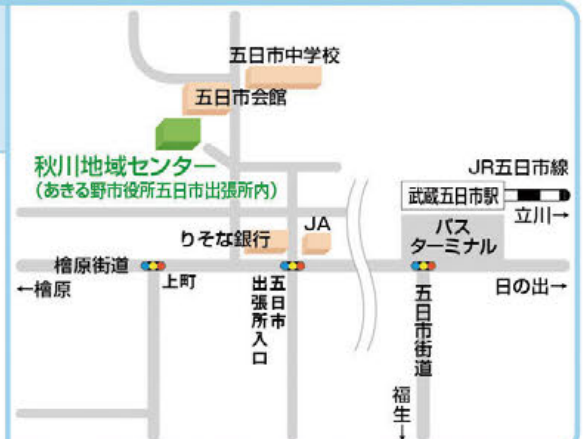 五日市中学校
五日市会館
秋川地域センター
(あきる野市役所五日市出張所内)
JR五日市線
武蔵五日市駅
立川→
バス
ターミナル
りそな銀行
JA
檜原街道
←檜原
上町
五日市
出張所入口
五日市街道
日の出→
福生→